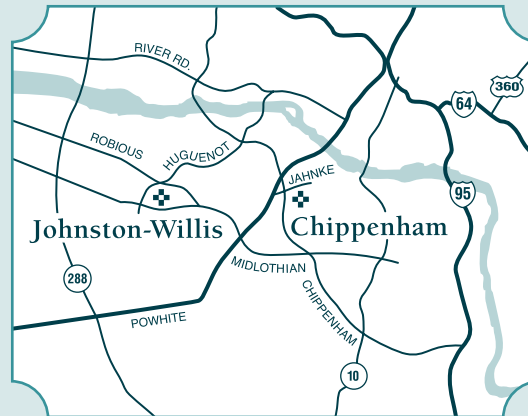 RIVER RD.
360
64
ROBIOUS
HUGUENOT
JAHNKE
95
Johnston-Willis
Chippenham
MIDLOTHIAN
288
CHIPPENHAM
POWHITE
10